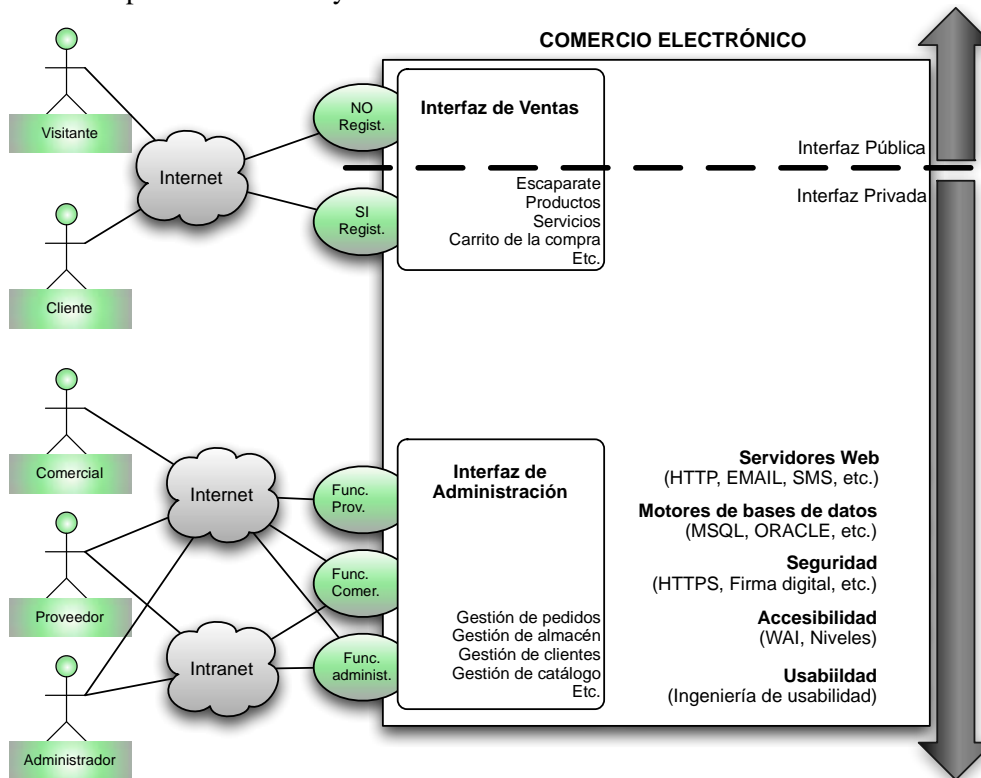 COMERCIO ELECTRÓNICO
Visitante
Internet
NO
Regist.
Interfaz de Ventas
Interfaz Pública
Interfaz Privada
SI
Regist.
Escaparate
Productos
Servicios
Carrito de la compra
Etc.
Cliente
Comercial
Internet
Func.
Prov.
Interfaz de
Administración
Servidores Web
(HTTP, EMAIL, SMS, etc.)
Motores de bases de datos
(MSQL, ORACLE, etc.)
Seguridad
(HTTPS, Firma digital, etc.)
Accesibilidad
(WAI, Niveles)
Usabiildad
(Ingeniería de usabilidad)
Proveedor
Func.
Comer.
Intranet
Func.
administ.
Gestión de pedidos
Gestión de almacén
Gestión de clientes
Gestión de catálogo
Etc.
Administrador